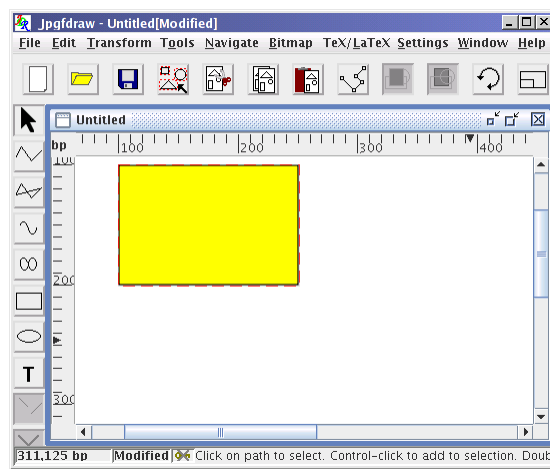 Jpgfdraw - Untitled[Modified]
File Edit Transform Tools Navigate Bitmap TeX/LaTeX Settings Window Help
Untitled
bp 100 200 300 400
100
200
300
T
311,125 bp Modified Click on path to select. Control-click to add to selection. Doub